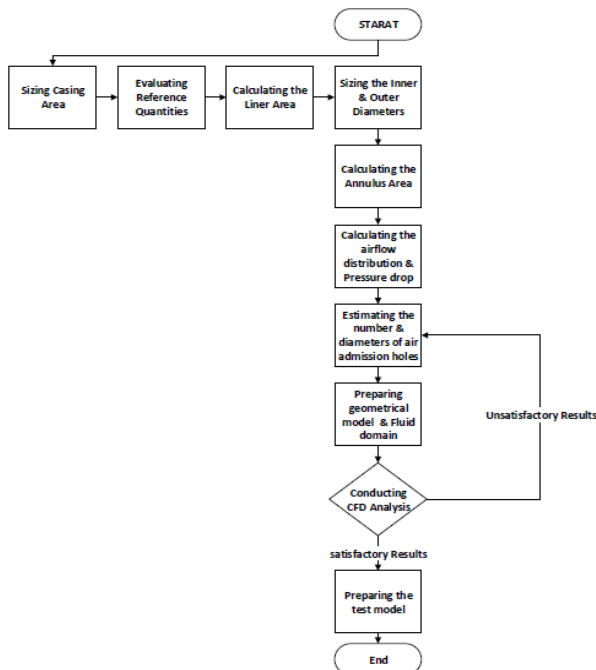 STARAT
Sizing Casing
Area
Evaluating
Reference
Quantities
Calculating the
Liner Area
Sizing the Inner
& Outer
Diameters
Calculating the
Annulus Area
Calculating the
airflow
distribution &
Pressure drop
Estimating the
number &
diameters of air
admission holes
Preparing
geometrical
model & Fluid
domain
Unsatisfactory Results
Conducting
CFD Analysis
satisfactory Results
Preparing the
test model
End